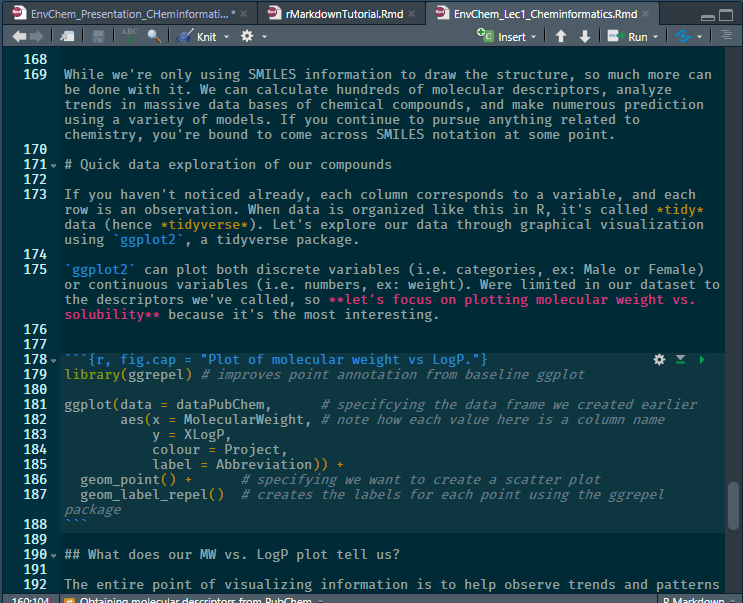 EnvChem_Presentation_CHeminformati...* × rMarkdownTutorial.Rmd × EnvChem_Lec1_Cheminformatics.Rmd ×
ABC Knit Insert Run
168
169 While we're only using SMILES information to draw the structure, so much more can
be done with it. We can calculate hundreds of molecular descriptors, analyze
trends in massive data bases of chemical compounds, and make numerous prediction
using a variety of models. If you continue to pursue anything related to
chemistry, you're bound to come across SMILES notation at some point.
170
171 # Quick data exploration of our compounds
172
173 If you haven't noticed already, each column corresponds to a variable, and each
row is an observation. When data is organized like this in R, it's called *tidy*
data (hence *tidyverse*). Let's explore our data through graphical visualization
using `ggplot2`, a tidyverse package.
174
175 `ggplot2` can plot both discrete variables (i.e. categories, ex: Male or Female)
or continuous variables (i.e. numbers, ex: weight). Were limited in our dataset to
the descriptors we've called, so **let's focus on plotting molecular weight vs.
solubility** because it's the most interesting.
176
177
178 ```{r, fig.cap = "Plot of molecular weight vs LogP."}
179 library(ggrepel) # improves point annotation from baseline ggplot
180
181 ggplot(data = dataPubChem, # specifcying the data frame we created earlier
182 aes(x = MolecularWeight, # note how each value here is a column name
183 y = XLogP,
184 colour = Project,
185 label = Abbreviation)) +
186 geom_point() + # specifying we want to create a scatter plot
187 geom_label_repel() # creates the labels for each point using the ggrepel
package
188 ```
189
190 ## What does our MW vs. LogP plot tell us?
191
192 The entire point of visualizing information is to help observe trends and patterns
160:104 # Obtaining molecular descriptors from PubChem R Markdown